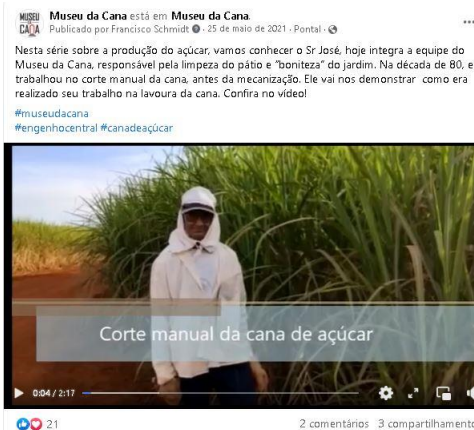 MUSEU DA CANA
Museu da Cana está em Museu da Cana.
Publicado por Francisco Schmidt · 25 de maio de 2021 · Pontal ·
Nesta série sobre a produção do açúcar, vamos conhecer o Sr José, hoje integra a equipe do
Museu da Cana, responsável pela limpeza do pátio e "boniteza" do jardim. Na década de 80, e
trabalhou no corte manual da cana, antes da mecanização. Ele vai nos demonstrar como era
realizado seu trabalho na lavoura da cana. Confira no vídeo!
#museudacana
#engenhocentral #canadeaçúcar
Corte manual da cana de açúcar
0:04 / 2:17
21 2 comentários 3 compartilhament